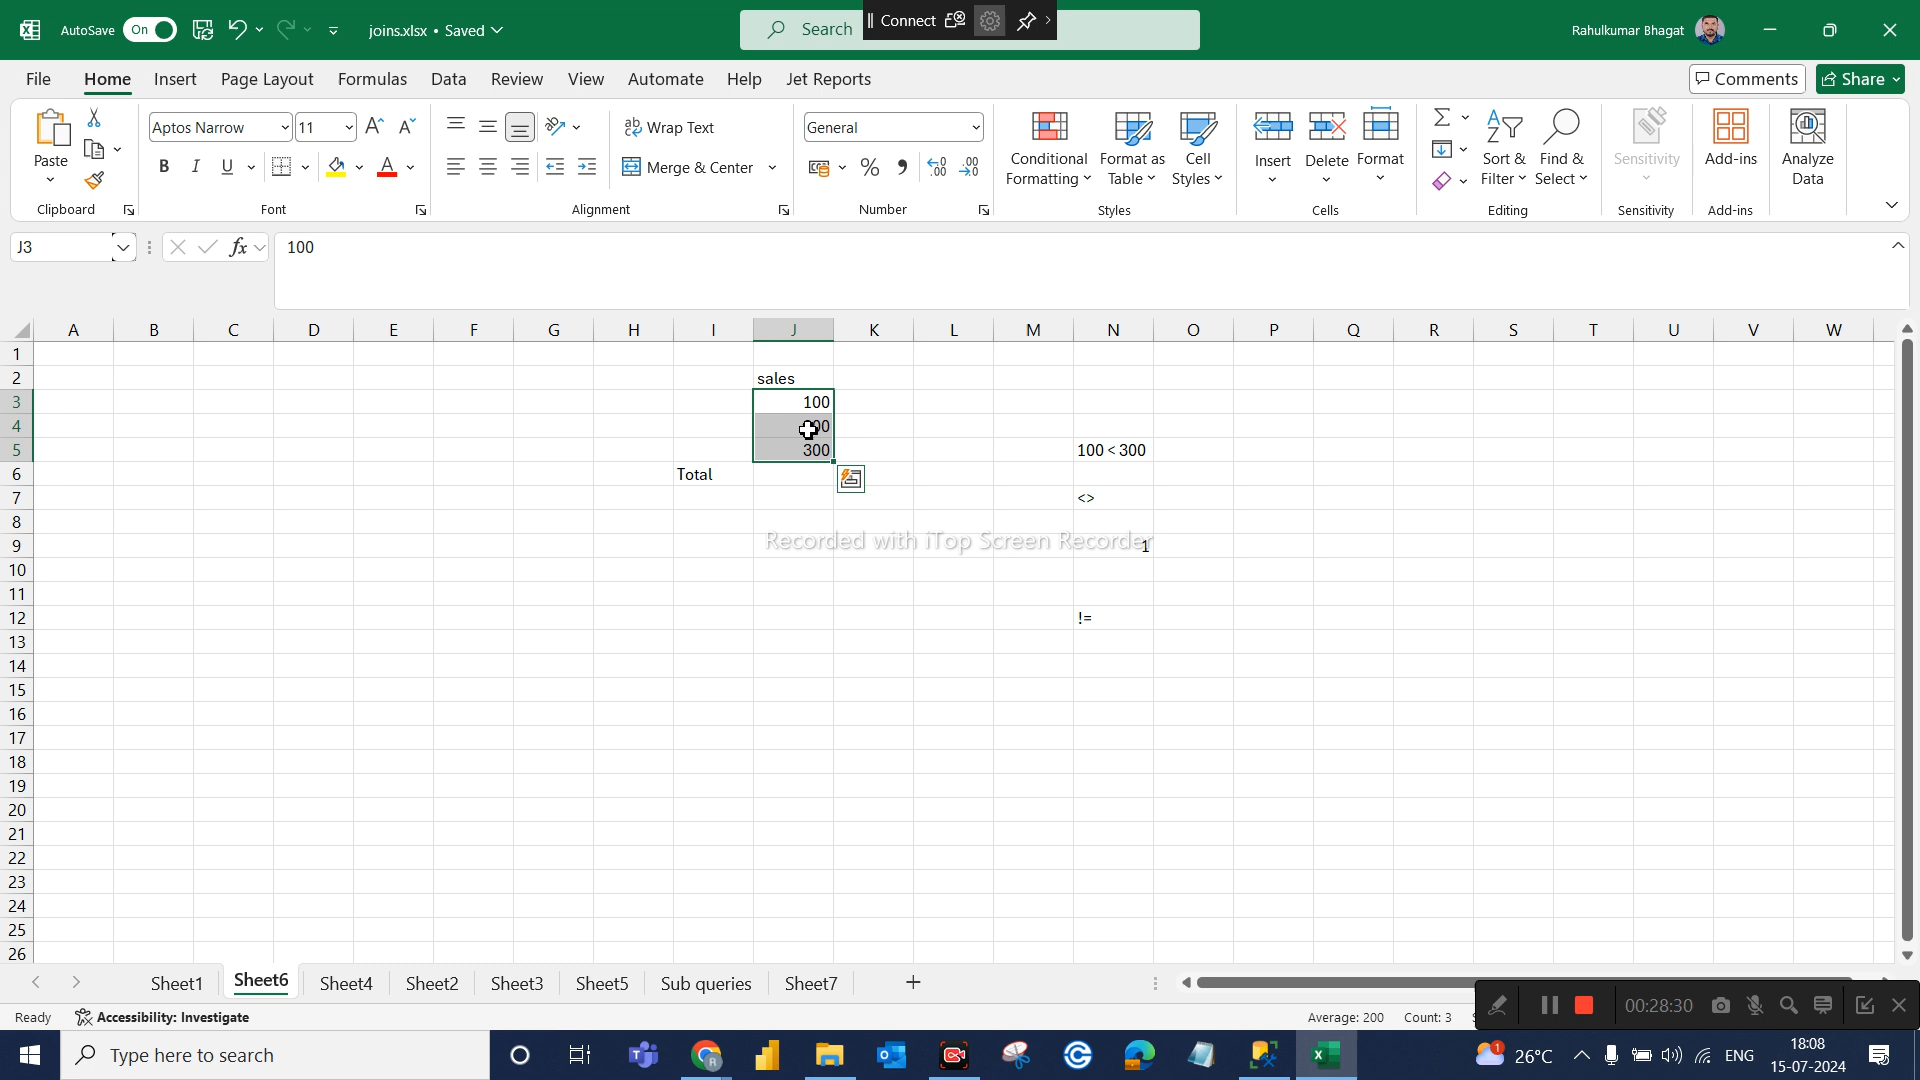 AutoSave On joins.xlsx • Saved Search Connect Rahulkumar Bhagat
File Home Insert Page Layout Formulas Data Review View Automate Help Jet Reports Comments Share
Paste Aptos Narrow 11 Wrap Text General Conditional Formatting Format as Table Cell Styles Insert Delete Format Sort & Filter Find & Select Sensitivity Add-ins Analyze Data
B I U Merge & Center
Clipboard Font Alignment Number Styles Cells Editing Sensitivity Add-ins
J3 fx 100
A B C D E F G H I J K L M N O P Q R S T U V W
1
2 sales
3 100
4
5 300 100 < 300
6 Total
7 <>
8
Recorded with iTop Screen Recorder
9 1
10
11
12 !=
13
14
15
16
17
18
19
20
21
22
23
24
25
26
Sheet1 Sheet6 Sheet4 Sheet2 Sheet3 Sheet5 Sub queries Sheet7
Ready Accessibility: Investigate Average: 200 Count: 3 00:28:30
Type here to search 26°C ENG 18:08
15-07-2024